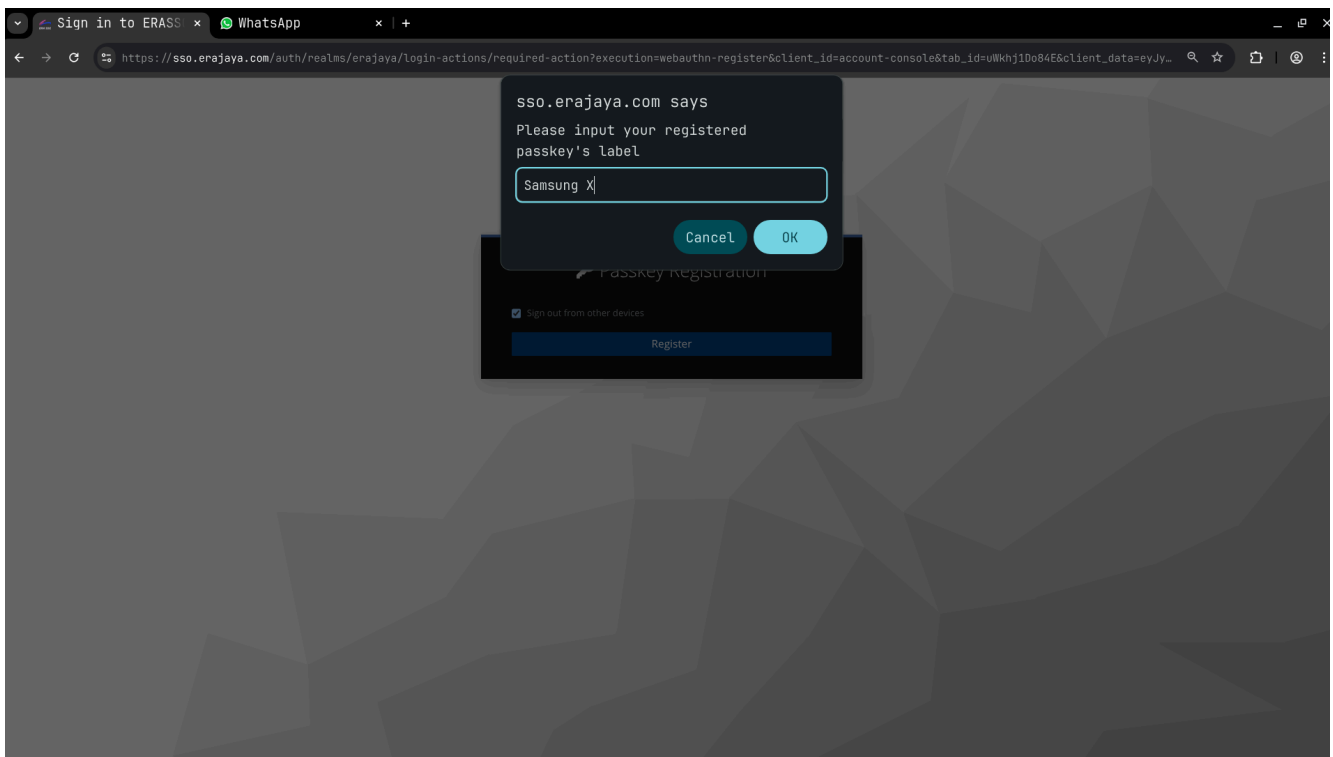 Sign in to ERASS
WhatsApp
https://sso.erajaya.com/auth/realms/erajaya/login-actions/required-action?execution=webauthn-register&client_id=account-console&tab_id=uWkhj1Do84E&client_data=eyJy…
sso.erajaya.com says
Please input your registered
passkey's label
Samsung X
Cancel
OK
Passkey Registration
Sign out from other devices
Register